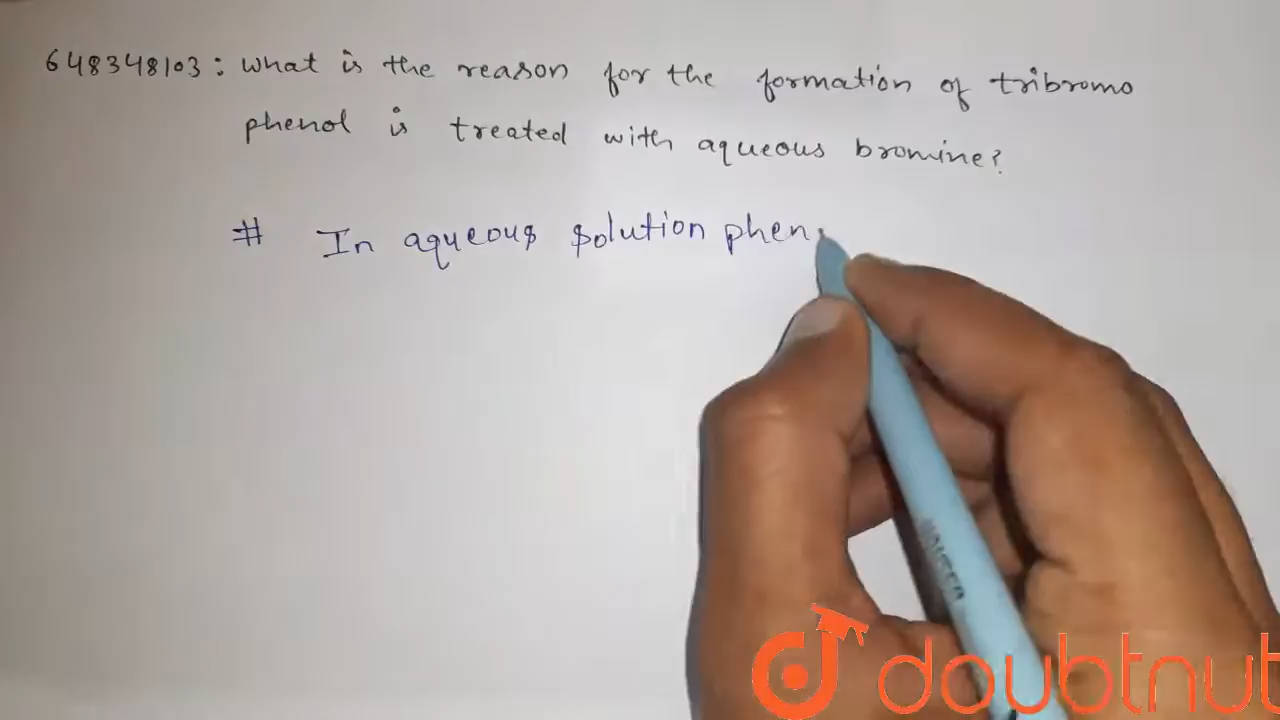 648348103: what is the reason for the formation of tribromo
phenol is treated with aqueous bromine?
# In aqueous solution phen
doubtnut